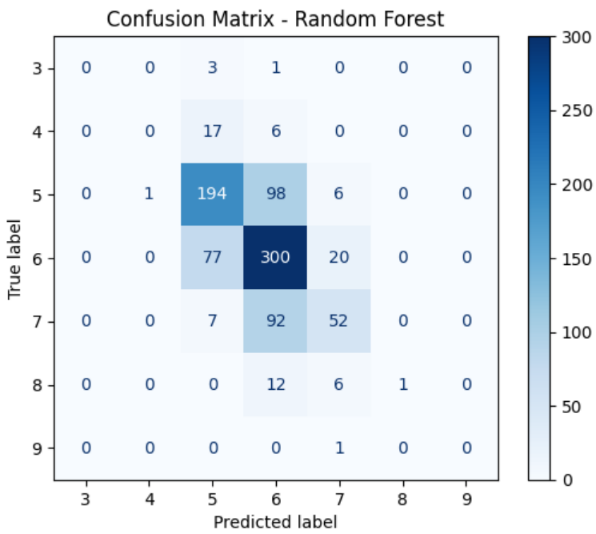 Confusion Matrix - Random Forest
3 0 0 3 1 0 0 0
4 0 0 17 6 0 0 0
5 0 1 194 98 6 0 0
6 0 0 77 300 20 0 0
7 0 0 7 92 52 0 0
8 0 0 0 12 6 1 0
9 0 0 0 0 1 0 0
3 4 5 6 7 8 9
Predicted label
True label
300
250
200
150
100
50
0